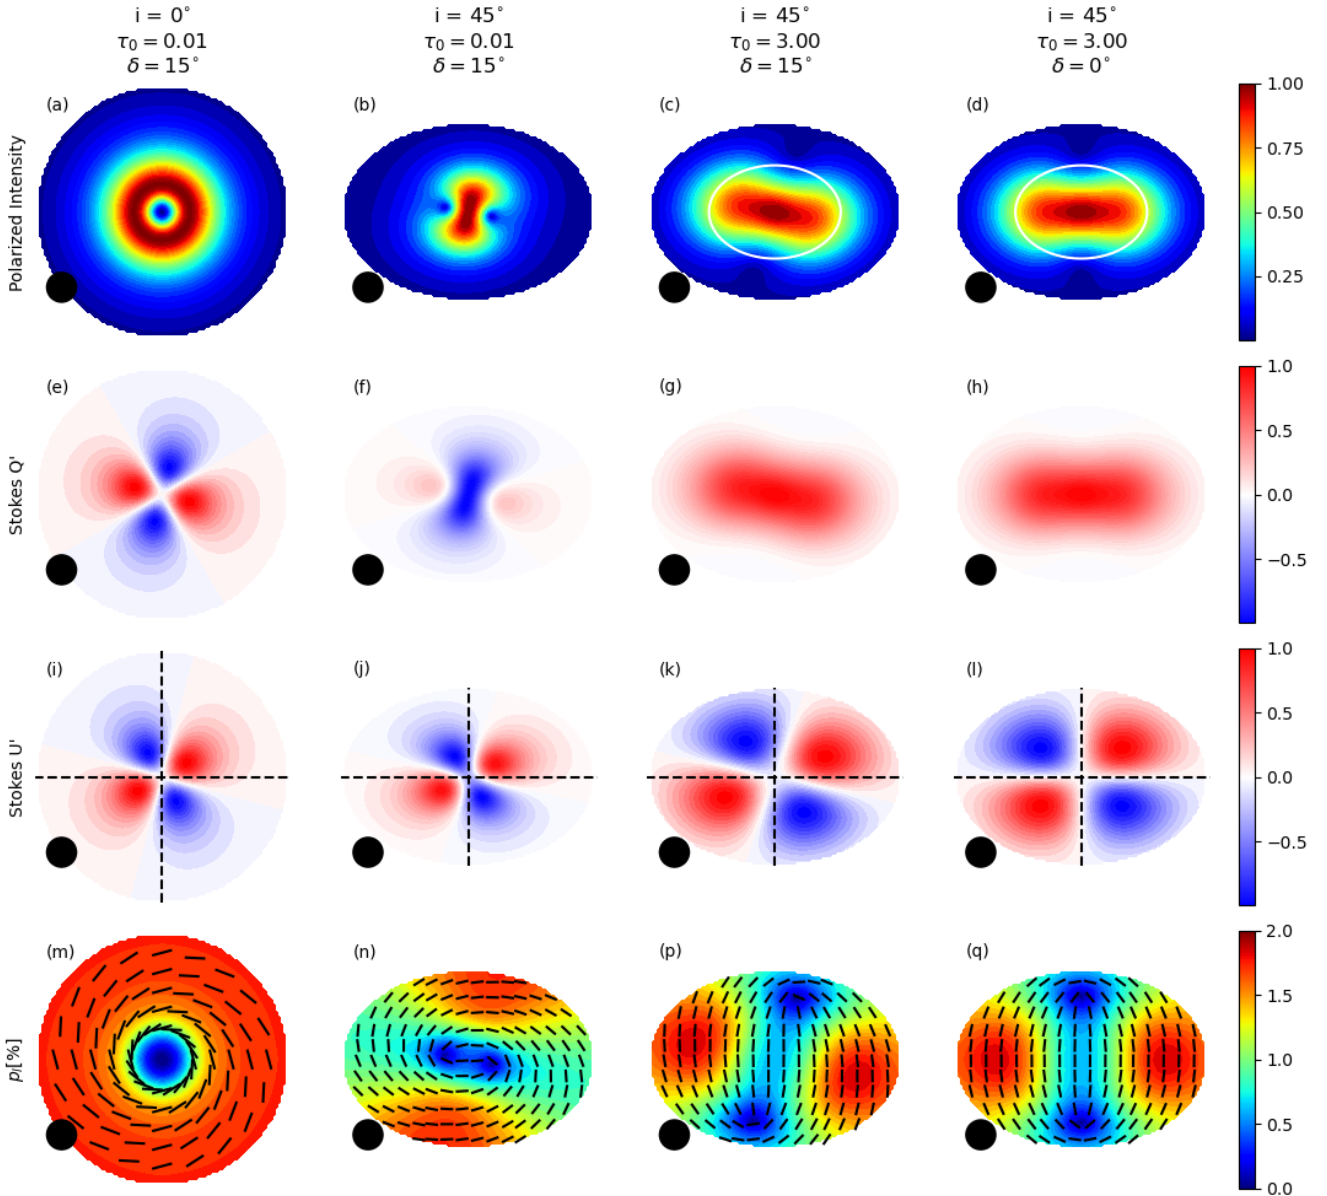 i = 0° i = 45° i = 45° i = 45°
τ₀ = 0.01 τ₀ = 0.01 τ₀ = 3.00 τ₀ = 3.00
δ = 15° δ = 15° δ = 15° δ = 0°
Polarized Intensity
(a) (b) (c) (d)
1.00
0.75
0.50
0.25
Stokes Q'
(e) (f) (g) (h)
1.0
0.5
0.0
−0.5
Stokes U'
(i) (j) (k) (l)
1.0
0.5
0.0
−0.5
pₗ[%]
(m) (n) (p) (q)
2.0
1.5
1.0
0.5
0.0